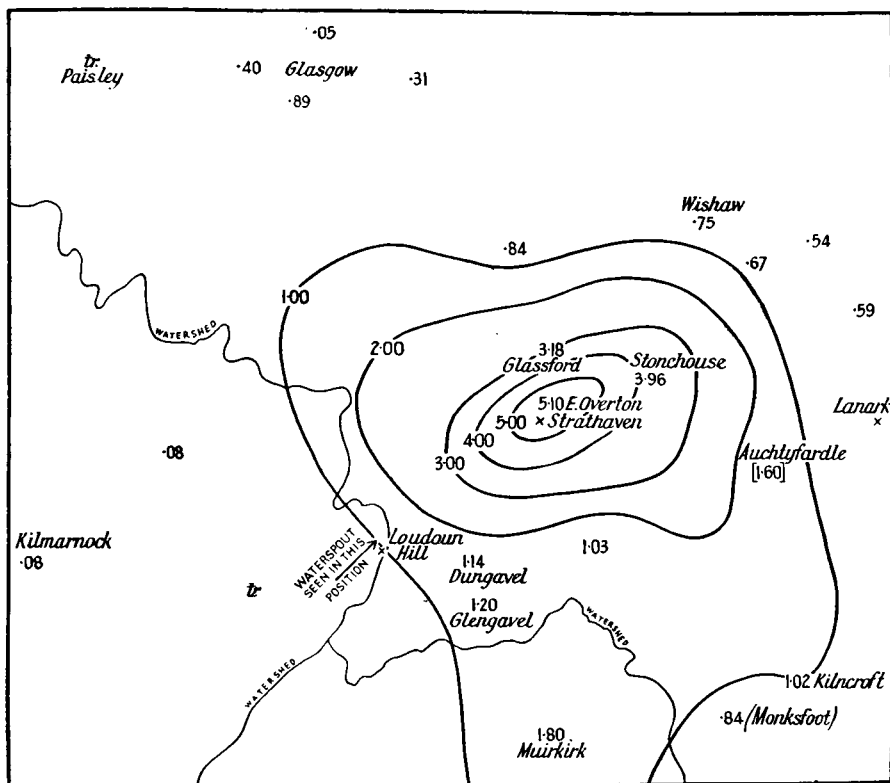 ·05
tr.
Paisley
·40
Glasgow
·31
·89
Wishaw
·75
·54
·84
·67
1·00
·59
WATERSHED
2·00
3·18
Glassford
Stonehouse
3·96
5·10 E. Overton
5·00
Strathaven
Lanark
4·00
3·00
Auchtyfardle
[1·60]
·08
Kilmarnock
·08
WATERSPOUT
SEEN IN THIS
POSITION
Loudoun
Hill
1·03
1·14
Dungavel
tr
1·20
Glengavel
WATERSHED
WATERSHED
1·02 Kilncroft
·84 (Monksfoot)
1·80
Muirkirk